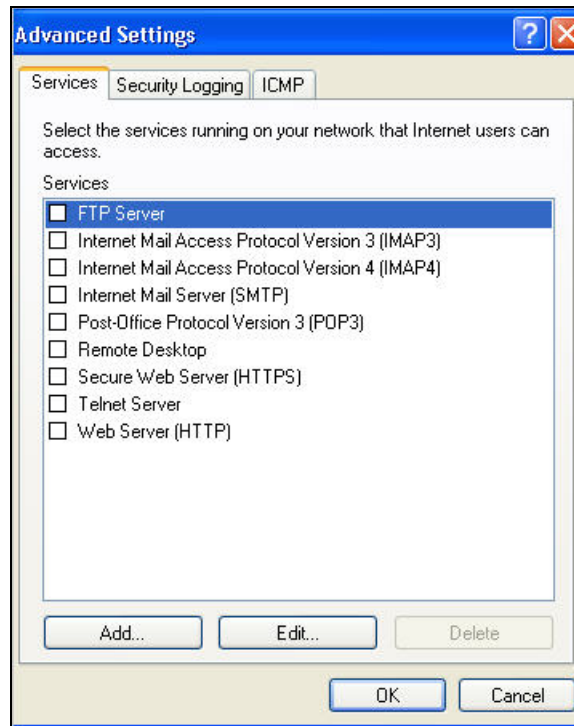 Advanced Settings
Services Security Logging ICMP
Select the services running on your network that Internet users can
access.
Services
FTP Server
Internet Mail Access Protocol Version 3 (IMAP3)
Internet Mail Access Protocol Version 4 (IMAP4)
Internet Mail Server (SMTP)
Post-Office Protocol Version 3 (POP3)
Remote Desktop
Secure Web Server (HTTPS)
Telnet Server
Web Server (HTTP)
Add... Edit... Delete
OK Cancel